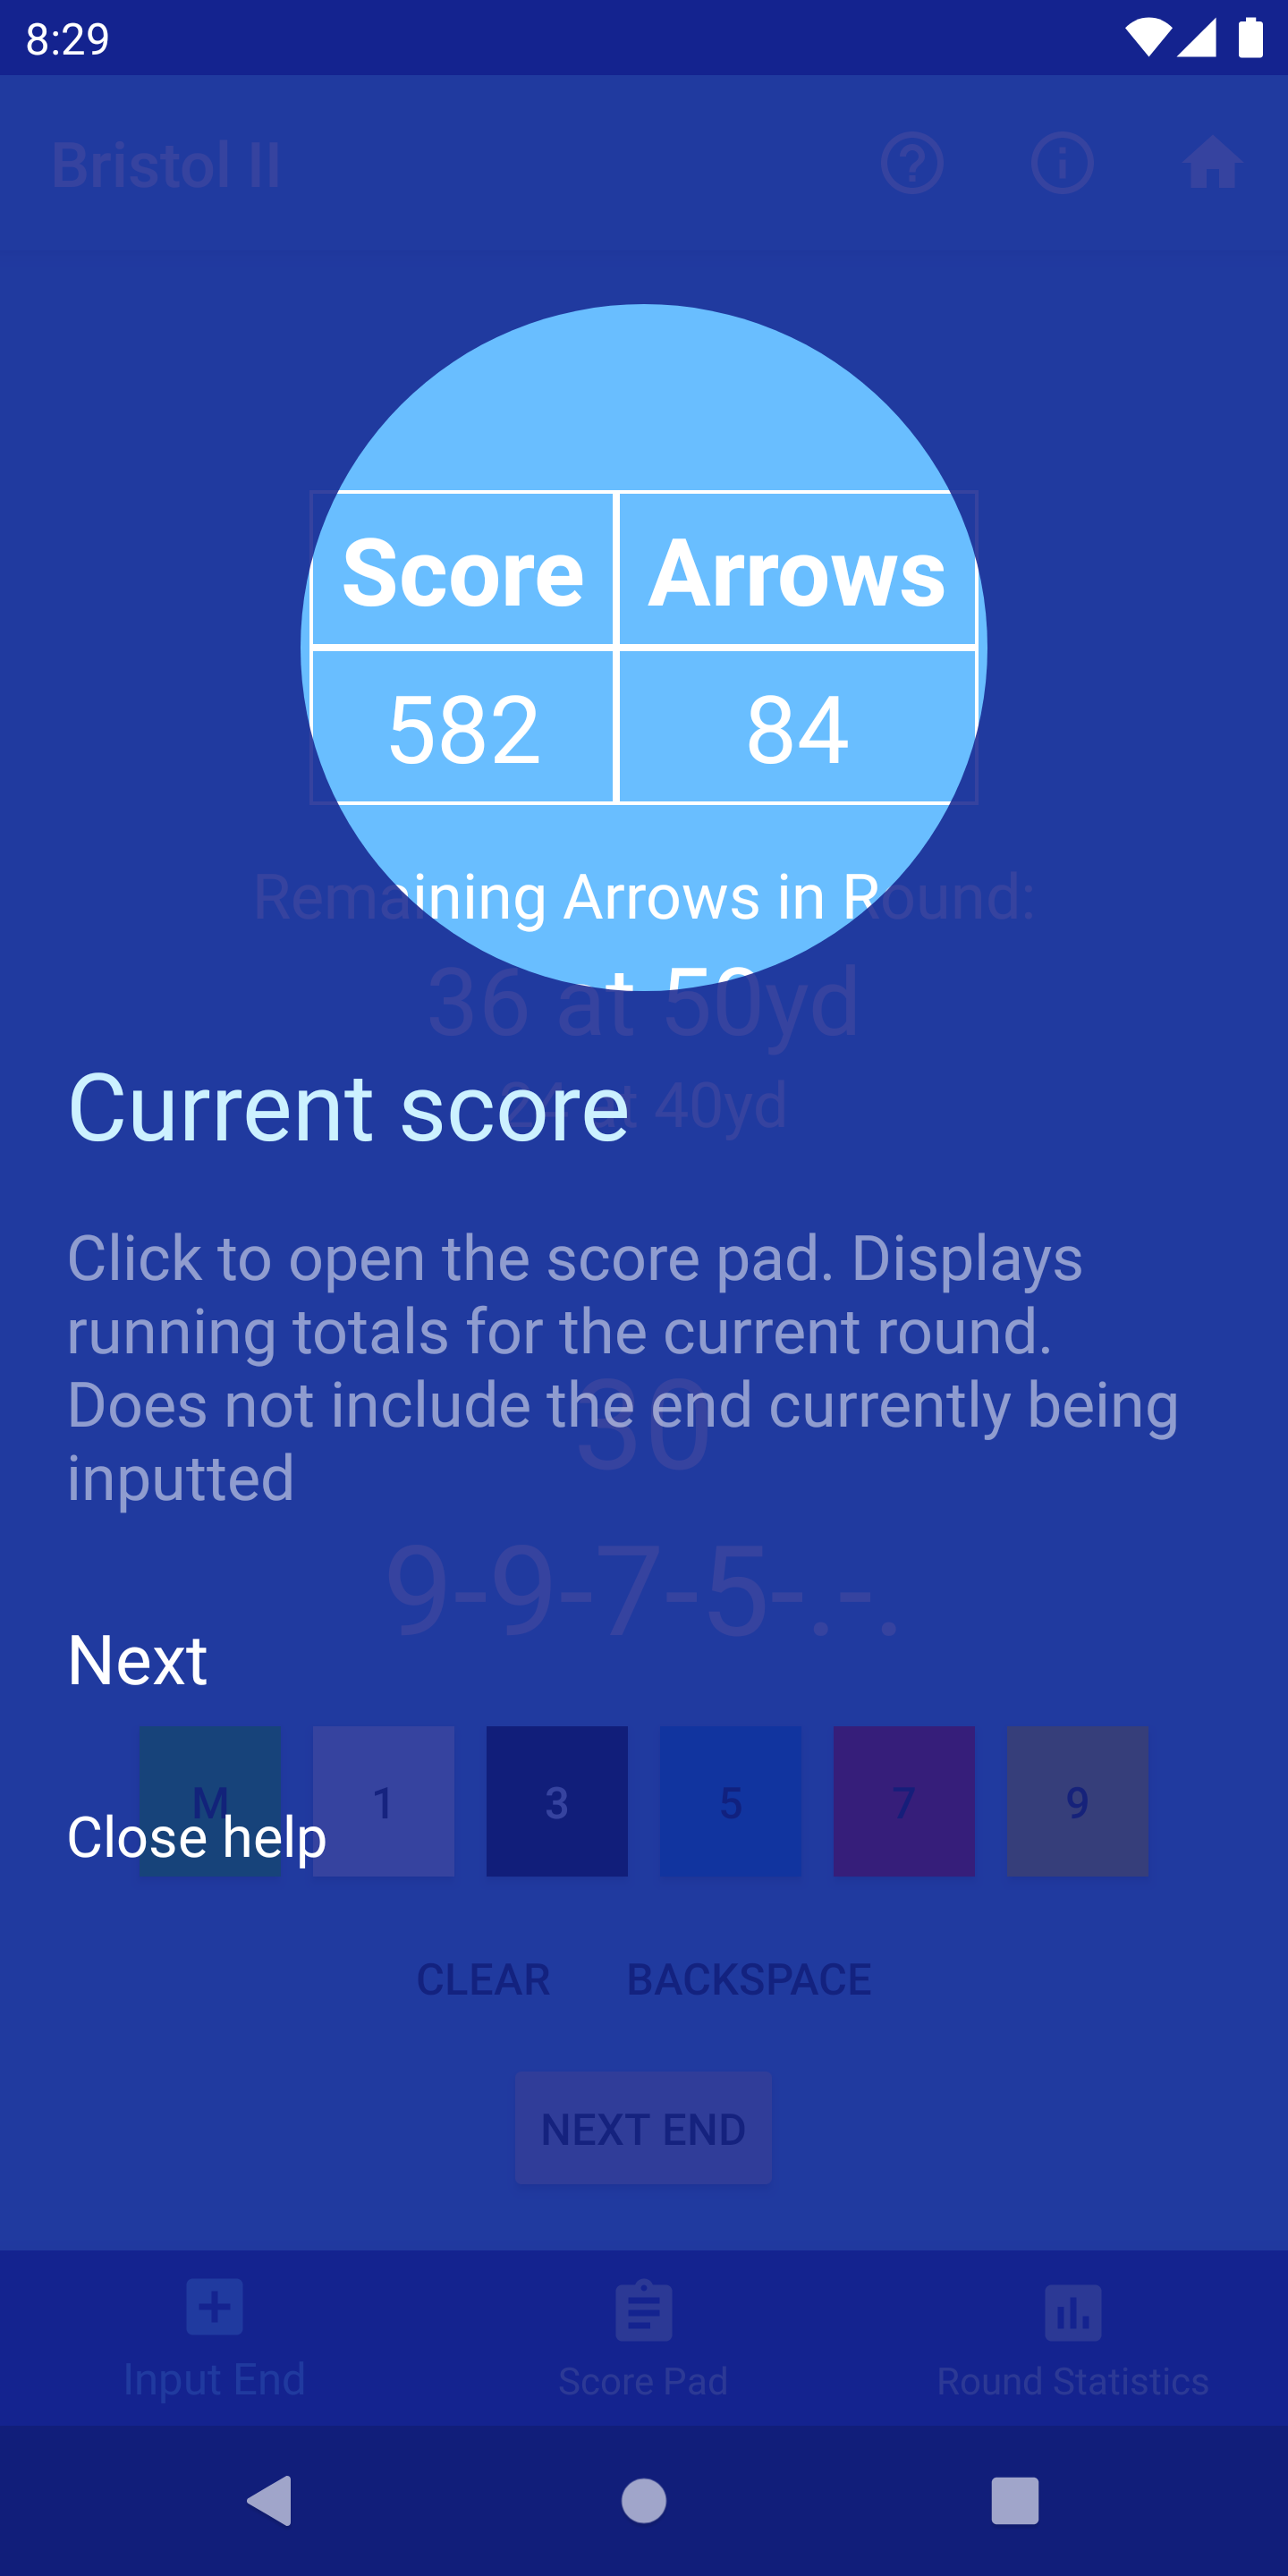 8:29
Bristol II
Score Arrows
582 84
Remaining Arrows in Round:
36 at 50yd
24 at 40yd
Current score
Click to open the score pad. Displays
running totals for the current round.
Does not include the end currently being
inputted
30
9-9-7-5-.-.
Next
M 1 3 5 7 9
Close help
CLEAR BACKSPACE
NEXT END
Input End Score Pad Round Statistics